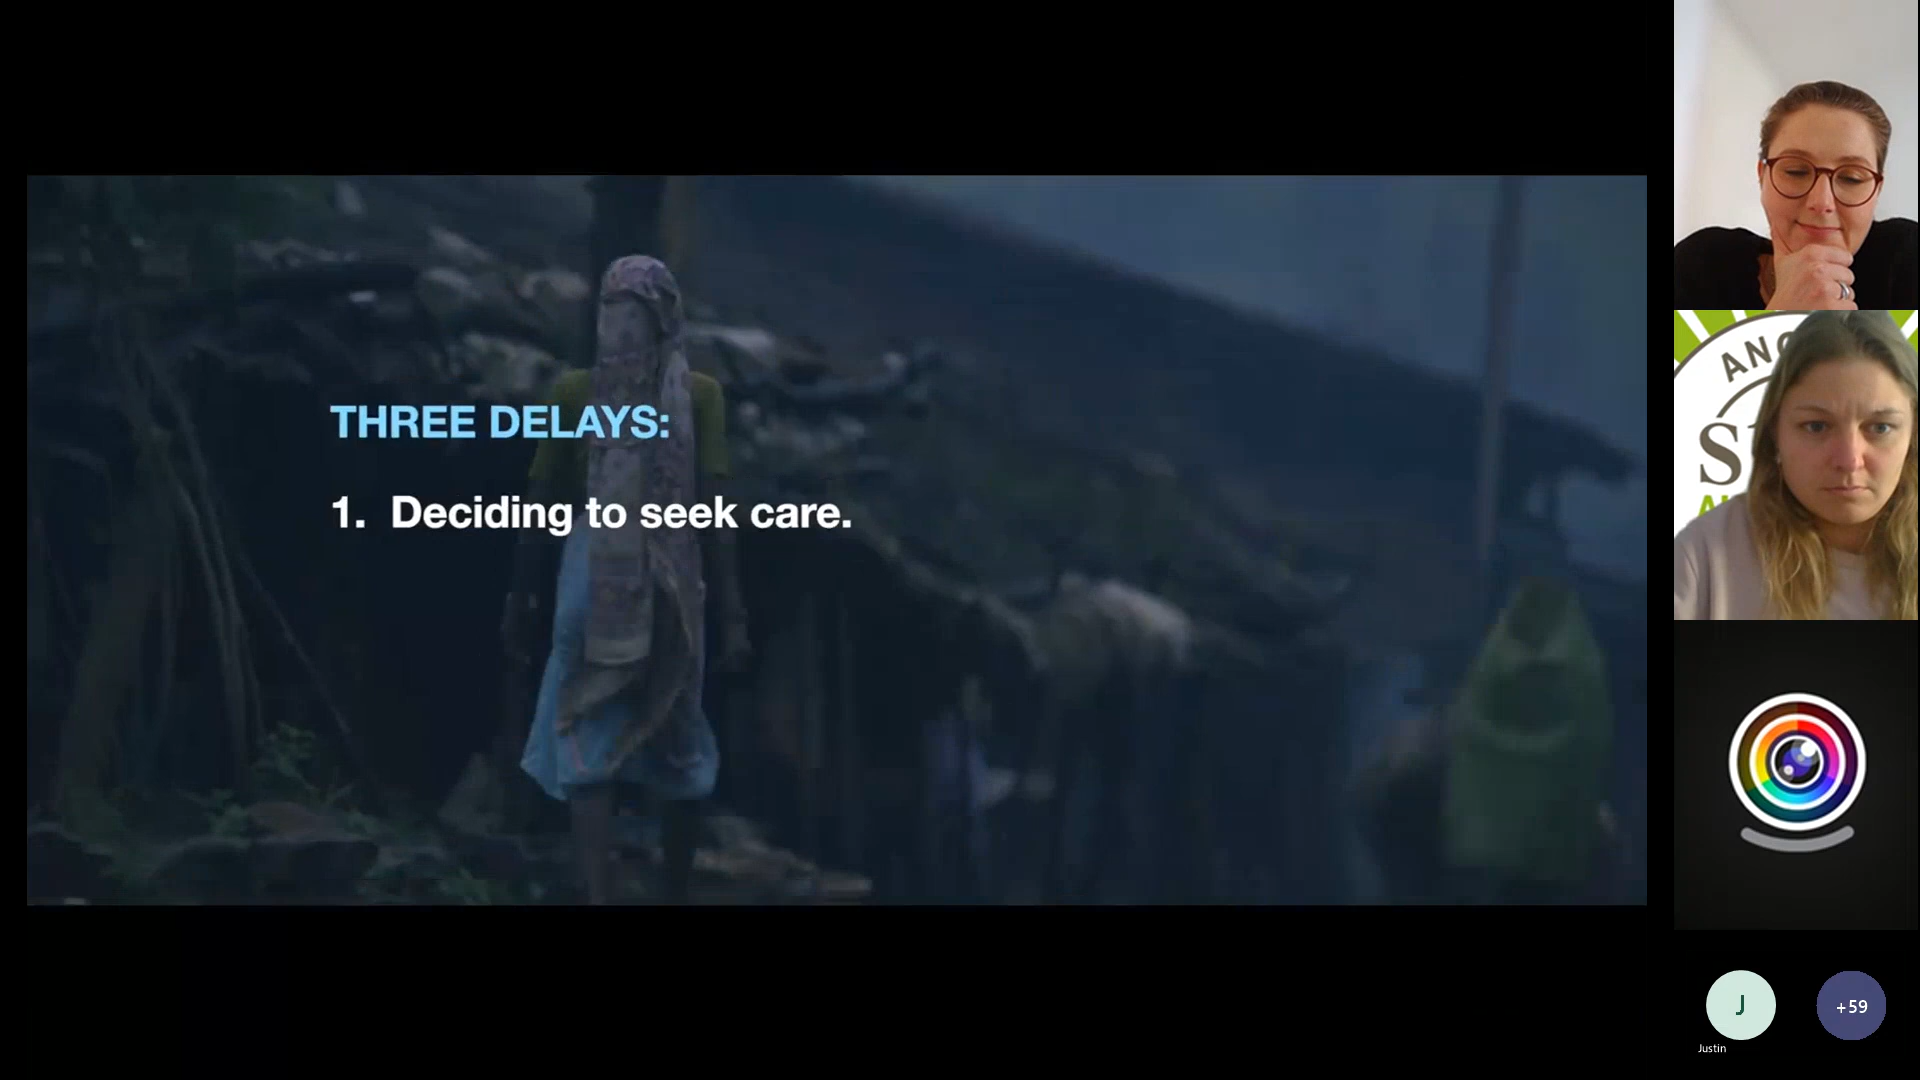 THREE DELAYS:
1. Deciding to seek care.
J
+59
Justin